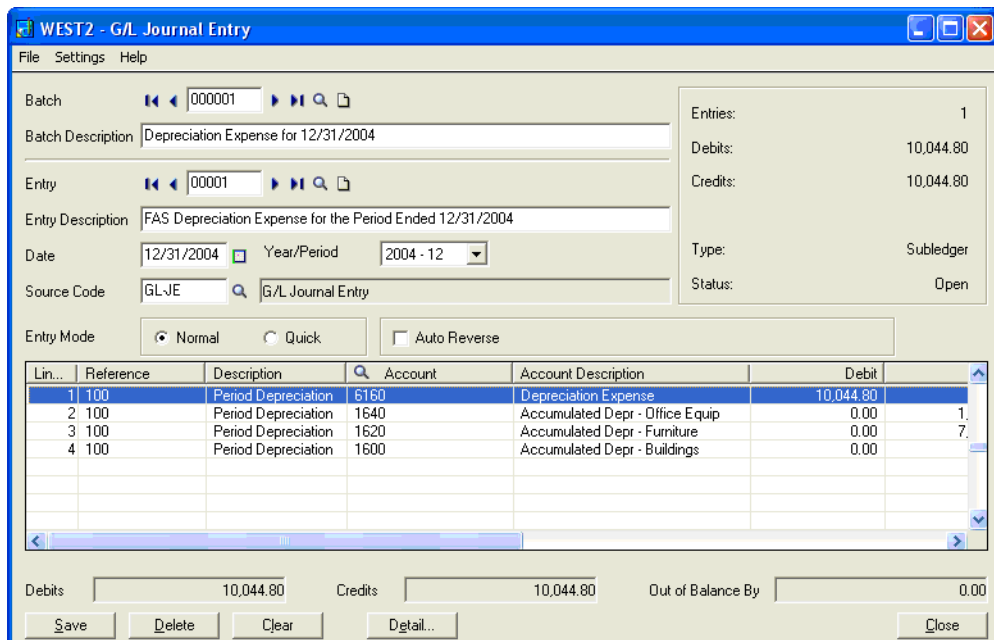 WEST2 - G/L Journal Entry
File Settings Help
Batch 000001
Batch Description Depreciation Expense for 12/31/2004
Entries: 1
Debits: 10,044.80
Credits: 10,044.80
Type: Subledger
Status: Open
Entry 00001
Entry Description FAS Depreciation Expense for the Period Ended 12/31/2004
Date 12/31/2004 Year/Period 2004 - 12
Source Code GL-JE G/L Journal Entry
Entry Mode Normal Quick Auto Reverse
Lin... Reference Description Account Account Description Debit
1 100 Period Depreciation 6160 Depreciation Expense 10,044.80
2 100 Period Depreciation 1640 Accumulated Depr - Office Equip 0.00 1,
3 100 Period Depreciation 1620 Accumulated Depr - Furniture 0.00 7,
4 100 Period Depreciation 1600 Accumulated Depr - Buildings 0.00
Debits 10,044.80 Credits 10,044.80 Out of Balance By 0.00
Save Delete Clear Detail... Close